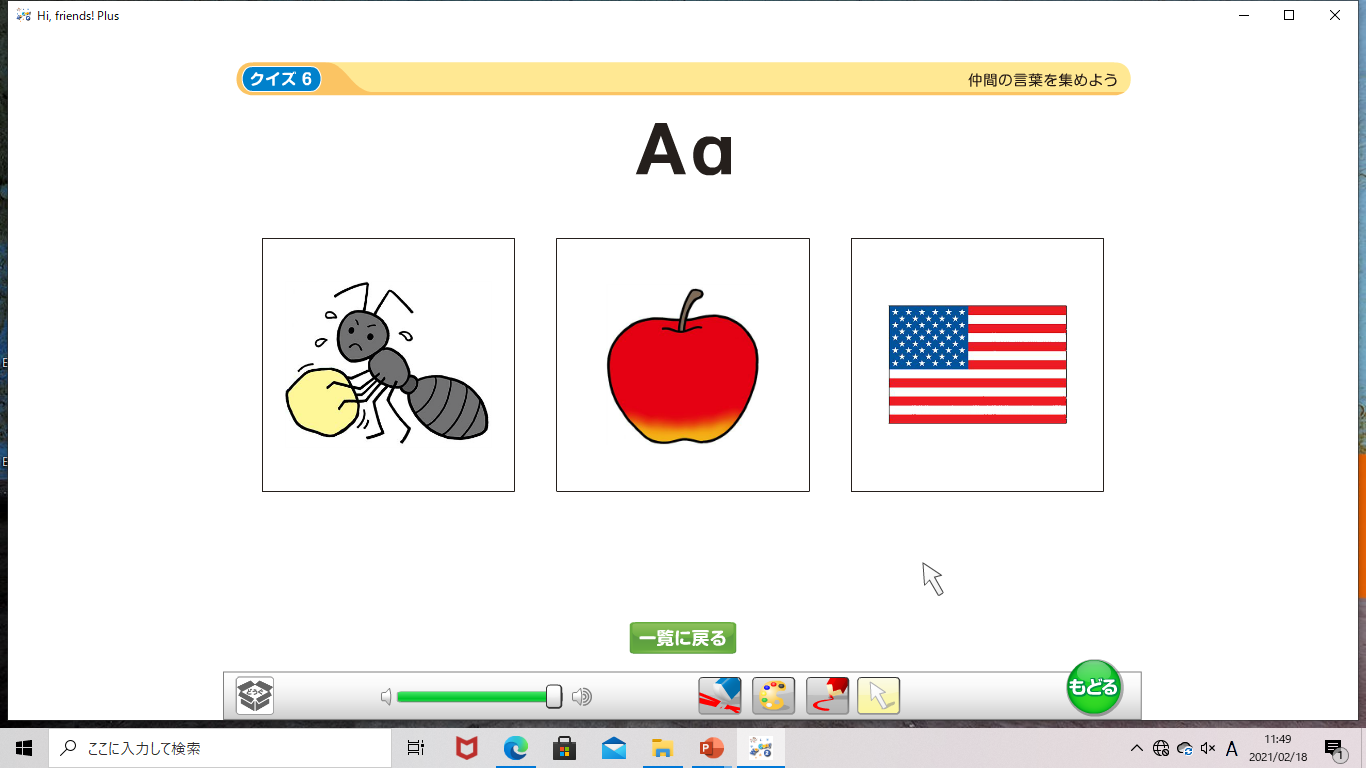 Hi, friends! Plus
クイズ 6
仲間の言葉を集めよう
Aa
一覧に戻る
どうぐ
もどる
ここに入力して検索
A
11:49
2021/02/18
1